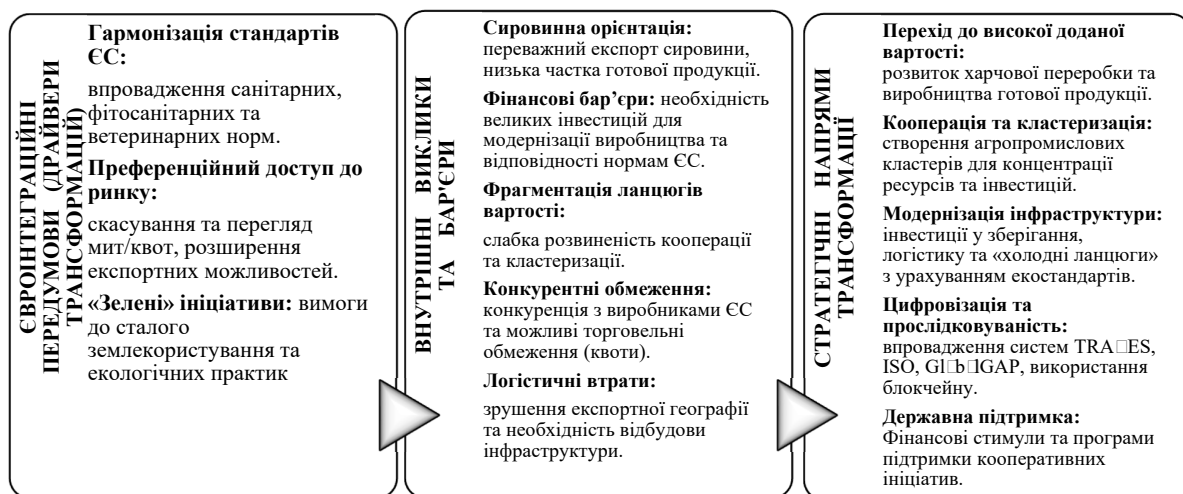 ЄВРОІНТЕГРАЦІЙНІ
ПЕРЕДУМОВИ (ДРАЙВЕРИ
ТРАНСФОРМАЦІЙ)
Гармонізація стандартів
ЄС:
впровадження санітарних,
фітосанітарних та
ветеринарних норм.
Преференційний доступ до
ринку:
скасування та перегляд
мит/квот, розширення
експортних можливостей.
«Зелені» ініціативи: вимоги
до сталого
землекористування та
екологічних практик
ВНУТРІШНІ ВИКЛИКИ
ТА БАР'ЄРИ
Сировинна орієнтація:
переважний експорт сировини,
низька частка готової продукції.
Фінансові бар’єри: необхідність
великих інвестицій для
модернізації виробництва та
відповідності нормам ЄС.
Фрагментація ланцюгів
вартості:
слабка розвиненість кооперації
та кластеризації.
Конкурентні обмеження:
конкуренція з виробниками ЄС
та можливі торговельні
обмеження (квоти).
Логістичні втрати:
зрушення експортної географії
та необхідність відбудови
інфраструктури.
СТРАТЕГІЧНІ НАПРЯМИ
ТРАНСФОРМАЦІЇ
Перехід до високої доданої
вартості:
розвиток харчової переробки та
виробництва готової продукції.
Кооперація та кластеризація:
створення агропромислових
кластерів для концентрації
ресурсів та інвестицій.
Модернізація інфраструктури:
інвестиції у зберігання,
логістику та «холодні ланцюги»
з урахуванням екостандартів.
Цифровізація та
прослідковуваність:
впровадження систем TRA□ES,
ISO, Gl□b□lGAP, використання
блокчейну.
Державна підтримка:
Фінансові стимули та програми
підтримки кооперативних
ініціатив.